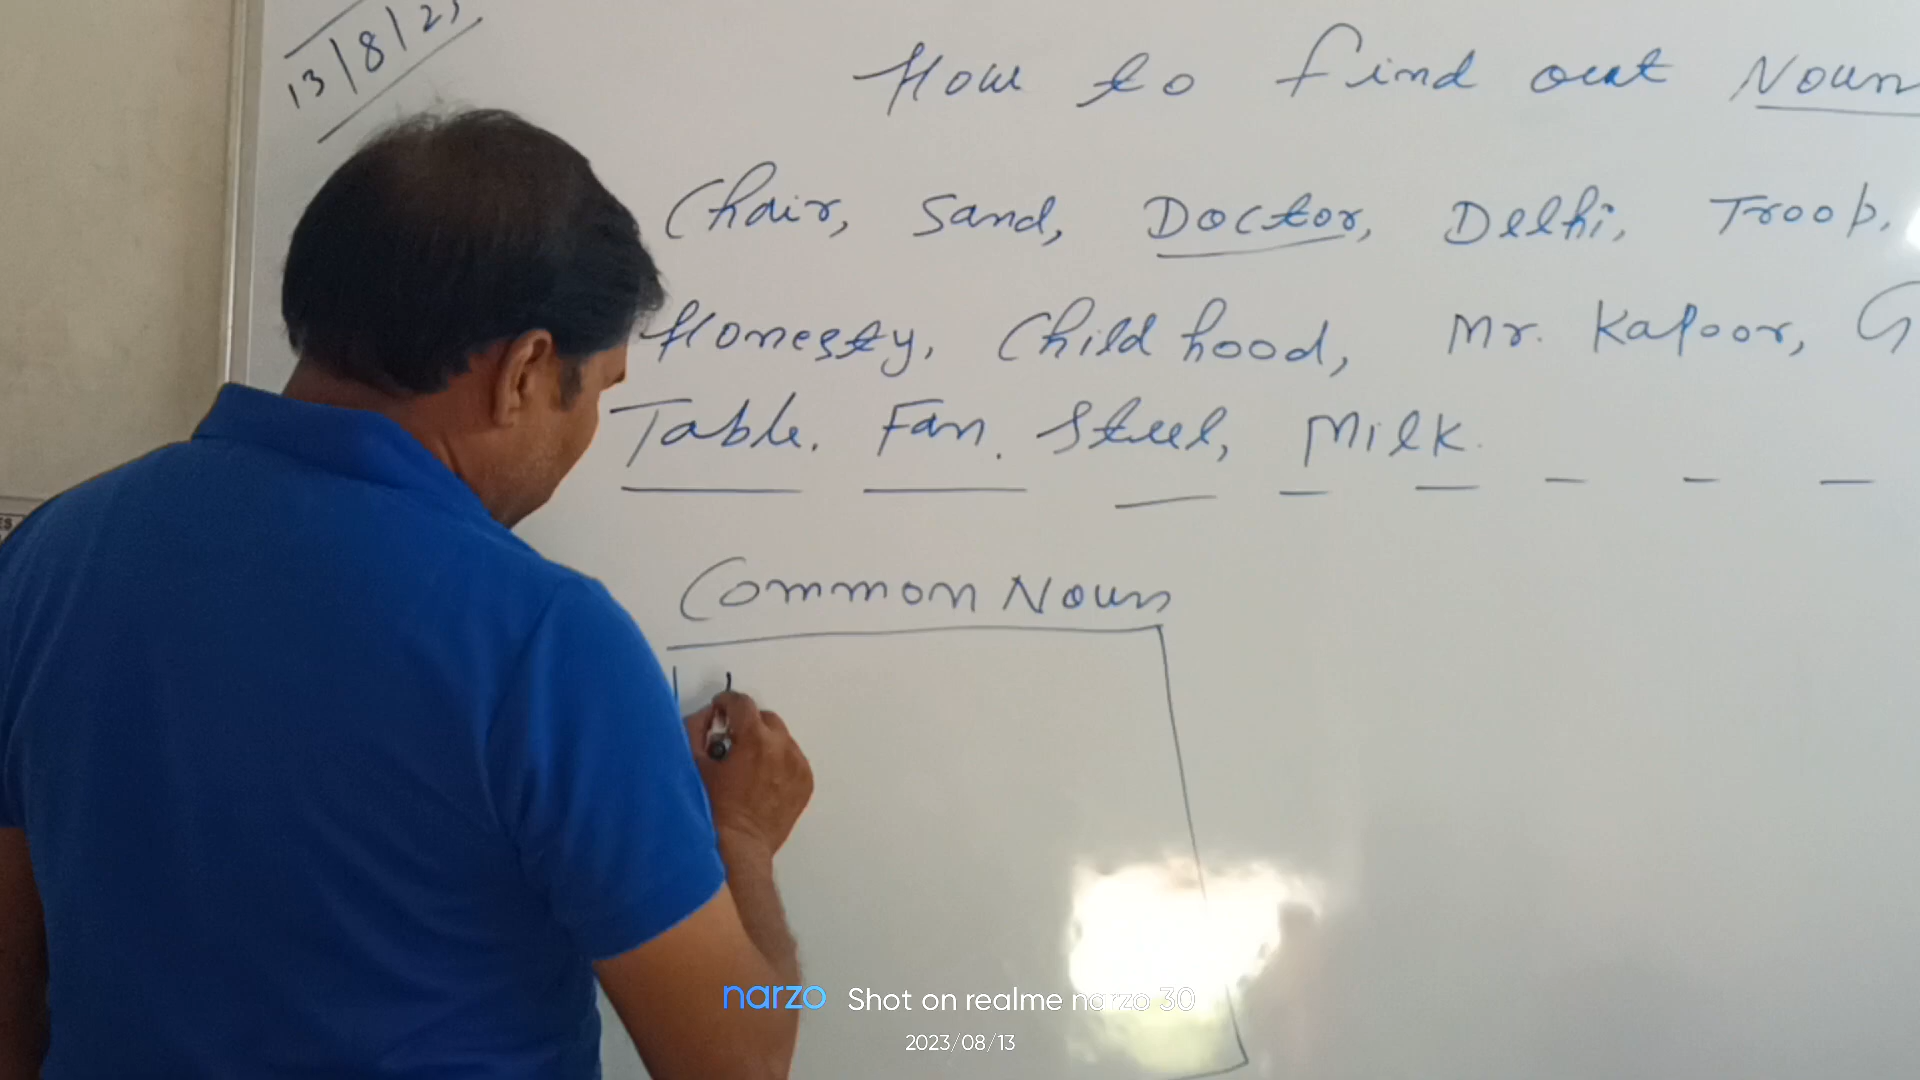 13/8/23
How to find out Noun
Chair, Sand, Doctor, Delhi, Troop,
Honesty, Child hood, Mr. Kapoor, G
Table. Fan. Steel, Milk.
Common Noun
narzo Shot on realme narzo 30
2023/08/13